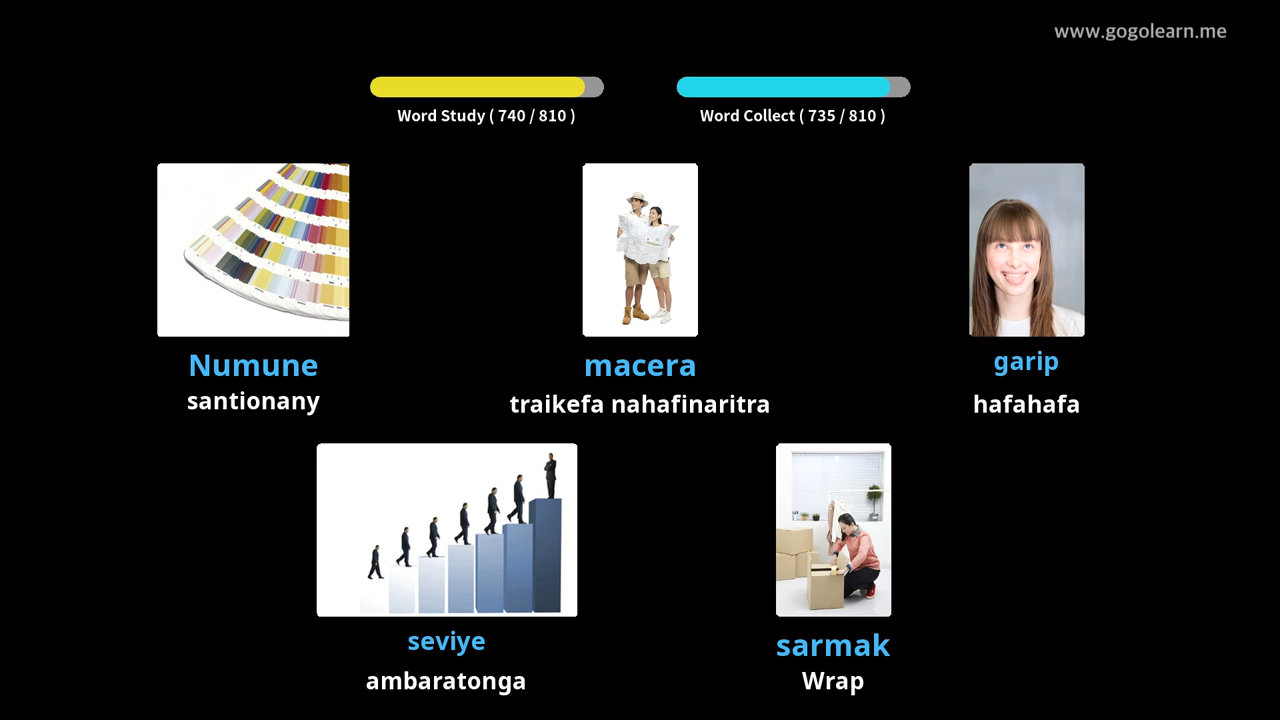 www.gogolearn.me
Word Study ( 740 / 810 )
Word Collect ( 735 / 810 )
Numune
santionany
macera
traikefa nahafinaritra
garip
hafahafa
seviye
ambaratonga
sarmak
Wrap